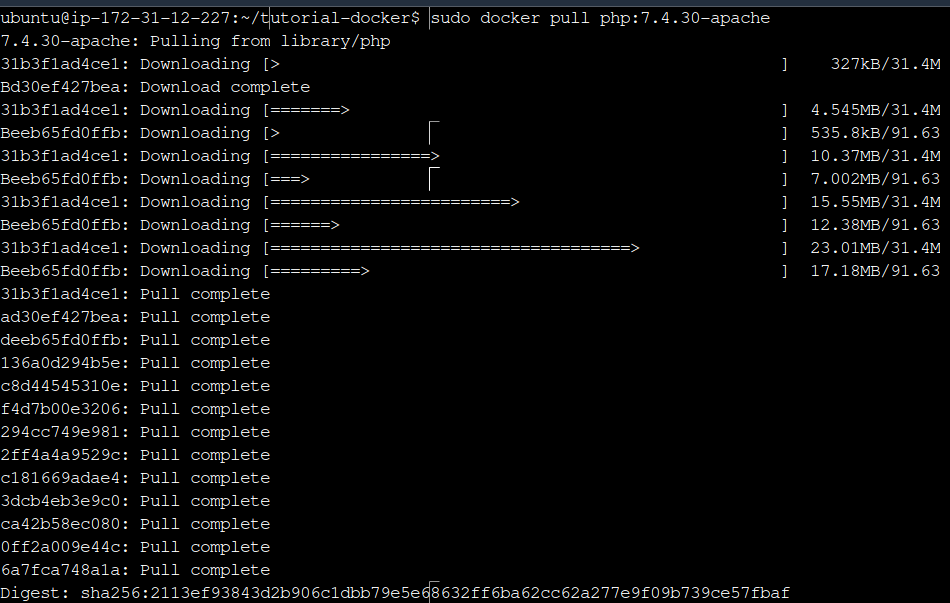 ubuntu@ip-172-31-12-227:~/tutorial-docker$ sudo docker pull php:7.4.30-apache
7.4.30-apache: Pulling from library/php
31b3f1ad4ce1: Downloading [> ] 327kB/31.4M
Bd30ef427bea: Download complete
31b3f1ad4ce1: Downloading [=======> ] 4.545MB/31.4M
Beeb65fd0ffb: Downloading [> ] 535.8kB/91.63
31b3f1ad4ce1: Downloading [================> ] 10.37MB/31.4M
Beeb65fd0ffb: Downloading [===> ] 7.002MB/91.63
31b3f1ad4ce1: Downloading [========================> ] 15.55MB/31.4M
Beeb65fd0ffb: Downloading [======> ] 12.38MB/91.63
31b3f1ad4ce1: Downloading [====================================> ] 23.01MB/31.4M
Beeb65fd0ffb: Downloading [=========> ] 17.18MB/91.63
31b3f1ad4ce1: Pull complete
ad30ef427bea: Pull complete
deeb65fd0ffb: Pull complete
136a0d294b5e: Pull complete
c8d44545310e: Pull complete
f4d7b00e3206: Pull complete
294cc749e981: Pull complete
2ff4a4a9529c: Pull complete
c181669adae4: Pull complete
3dcb4eb3e9c0: Pull complete
ca42b58ec080: Pull complete
0ff2a009e44c: Pull complete
6a7fca748a1a: Pull complete
Digest: sha256:2113ef93843d2b906c1dbb79e5e68632ff6ba62cc62a277e9f09b739ce57fbaf